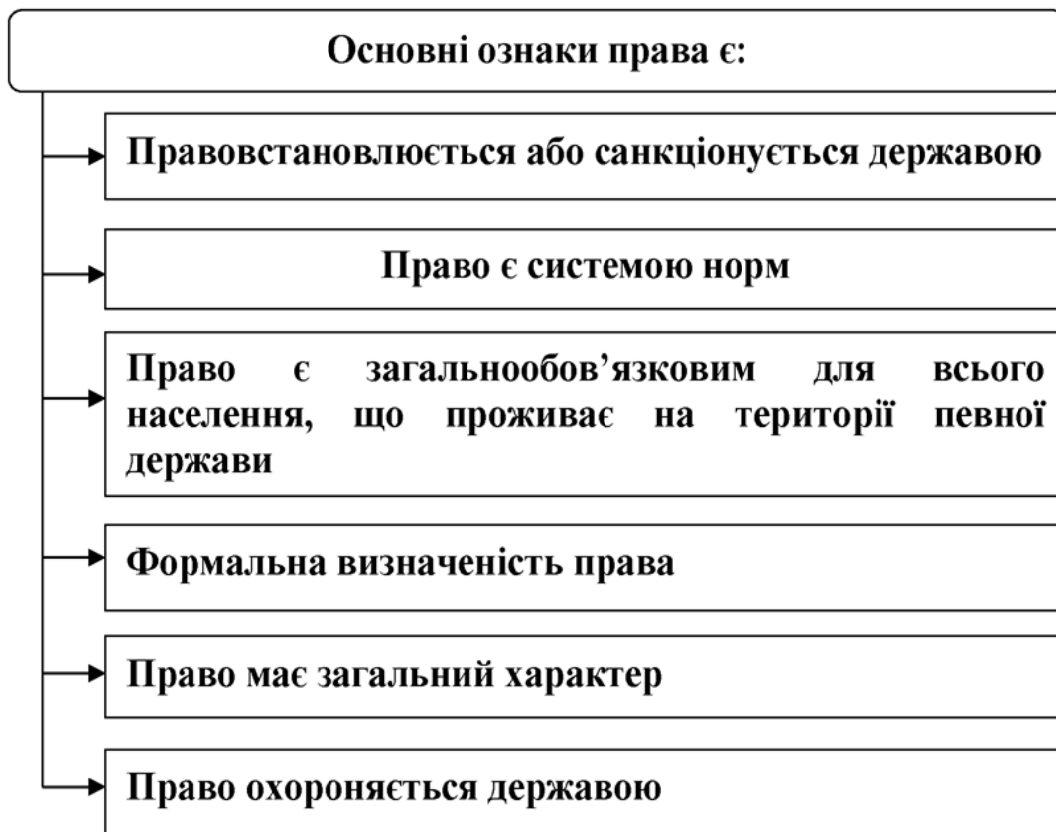 Основні ознаки права є:
Правовстановлюється або санкціонується державою
Право є системою норм
Право є загальнообов’язковим для всього
населення, що проживає на території певної
держави
Формальна визначеність права
Право має загальний характер
Право охороняється державою